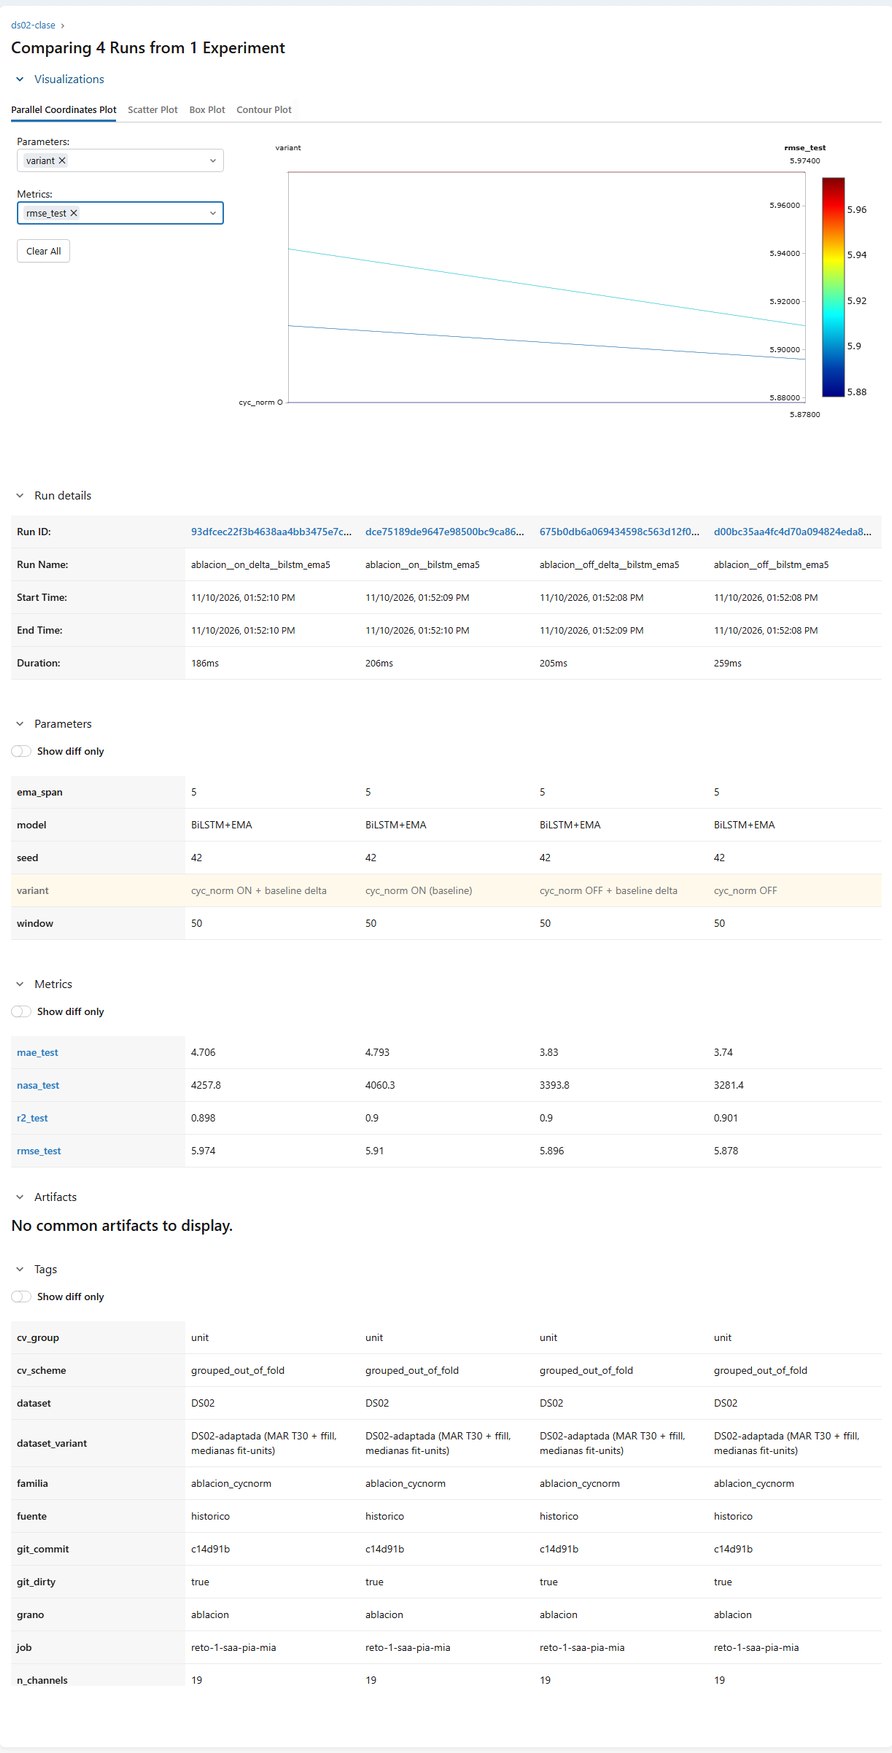 ds02-clase ›
Comparing 4 Runs from 1 Experiment
Visualizations
Parallel Coordinates Plot Scatter Plot Box Plot Contour Plot
Parameters:
variant ✕
Metrics:
rmse_test ✕
Clear All
variant
rmse_test
5.97400
5.96000
5.94000
5.92000
5.90000
5.88000
5.87800
cyc_norm O
5.96
5.94
5.92
5.9
5.88
Run details
Run ID: 93dfcec22f3b4638aa4bb3475e7c... dce75189de9647e98500bc9ca86... 675b0db6a069434598c563d12f0... d00bc35aa4fc4d70a094824eda8...
Run Name: ablacion__on_delta__bilstm_ema5 ablacion__on__bilstm_ema5 ablacion__off_delta__bilstm_ema5 ablacion__off__bilstm_ema5
Start Time: 11/10/2026, 01:52:10 PM 11/10/2026, 01:52:09 PM 11/10/2026, 01:52:08 PM 11/10/2026, 01:52:08 PM
End Time: 11/10/2026, 01:52:10 PM 11/10/2026, 01:52:10 PM 11/10/2026, 01:52:09 PM 11/10/2026, 01:52:08 PM
Duration: 186ms 206ms 205ms 259ms
Parameters
Show diff only
ema_span 5 5 5 5
model BiLSTM+EMA BiLSTM+EMA BiLSTM+EMA BiLSTM+EMA
seed 42 42 42 42
variant cyc_norm ON + baseline delta cyc_norm ON (baseline) cyc_norm OFF + baseline delta cyc_norm OFF
window 50 50 50 50
Metrics
Show diff only
mae_test 4.706 4.793 3.83 3.74
nasa_test 4257.8 4060.3 3393.8 3281.4
r2_test 0.898 0.9 0.9 0.901
rmse_test 5.974 5.91 5.896 5.878
Artifacts
No common artifacts to display.
Tags
Show diff only
cv_group unit unit unit unit
cv_scheme grouped_out_of_fold grouped_out_of_fold grouped_out_of_fold grouped_out_of_fold
dataset DS02 DS02 DS02 DS02
dataset_variant DS02-adaptada (MAR T30 + ffill, DS02-adaptada (MAR T30 + ffill, DS02-adaptada (MAR T30 + ffill, DS02-adaptada (MAR T30 + ffill,
medianas fit-units) medianas fit-units) medianas fit-units) medianas fit-units)
familia ablacion_cycnorm ablacion_cycnorm ablacion_cycnorm ablacion_cycnorm
fuente historico historico historico historico
git_commit c14d91b c14d91b c14d91b c14d91b
git_dirty true true true true
grano ablacion ablacion ablacion ablacion
job reto-1-saa-pia-mia reto-1-saa-pia-mia reto-1-saa-pia-mia reto-1-saa-pia-mia
n_channels 19 19 19 19